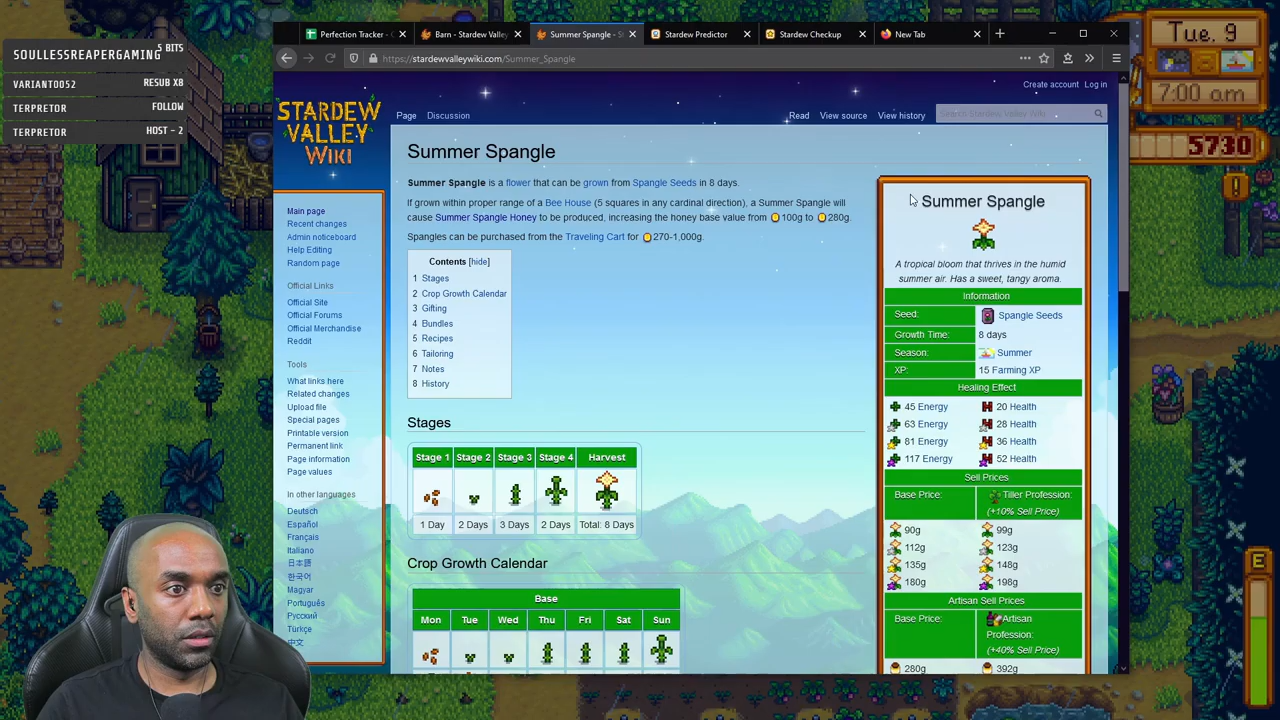 SOULLESSREAPERGAMING 5 BITS
VARIANT0052 RESUB X8
TERPRETOR FOLLOW
TERPRETOR HOST - 2
Perfection Tracker -
Barn - Stardew Valley
Summer Spangle - St
Stardew Predictor
Stardew Checkup
New Tab
https://stardewvalleywiki.com/Summer_Spangle
Create account Log in
STARDEW
VALLEY
WIKI
Page Discussion
Read View source View history
Search Stardew Valley Wiki
Main page
Recent changes
Admin noticeboard
Help Editing
Random page
Official Links
Official Site
Official Forums
Official Merchandise
Reddit
Tools
What links here
Related changes
Upload file
Special pages
Printable version
Permanent link
Page information
Page values
In other languages
Deutsch
Español
Français
Italiano
日本語
한국어
Magyar
Português
Русский
Türkçe
中文
Summer Spangle
Summer Spangle is a flower that can be grown from Spangle Seeds in 8 days.
If grown within proper range of a Bee House (5 squares in any cardinal direction), a Summer Spangle will
cause Summer Spangle Honey to be produced, increasing the honey base value from 100g to 280g.
Spangles can be purchased from the Traveling Cart for 270-1,000g.
Contents [hide]
1 Stages
2 Crop Growth Calendar
3 Gifting
4 Bundles
5 Recipes
6 Tailoring
7 Notes
8 History
Stages
Stage 1 Stage 2 Stage 3 Stage 4 Harvest
1 Day 2 Days 3 Days 2 Days Total: 8 Days
Crop Growth Calendar
Base
Mon Tue Wed Thu Fri Sat Sun
Summer Spangle
A tropical bloom that thrives in the humid
summer air. Has a sweet, tangy aroma.
Information
Seed: Spangle Seeds
Growth Time: 8 days
Season: Summer
XP: 15 Farming XP
Healing Effect
45 Energy 20 Health
63 Energy 28 Health
81 Energy 36 Health
117 Energy 52 Health
Sell Prices
Base Price: Tiller Profession:
(+10% Sell Price)
90g 99g
112g 123g
135g 148g
180g 198g
Artisan Sell Prices
Base Price: Artisan
Profession:
(+40% Sell Price)
280g 392g
Tue. 9
7:00 am
5730
E